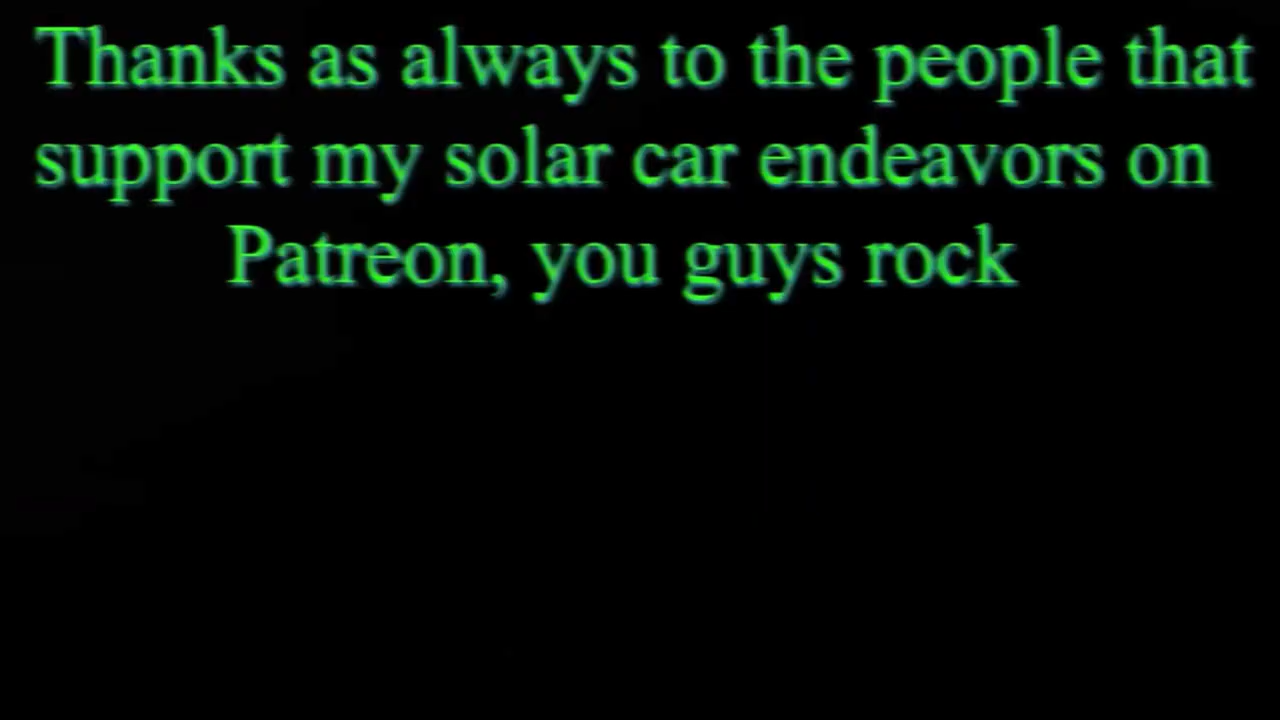 Thanks as always to the people that
support my solar car endeavors on
Patreon, you guys rock